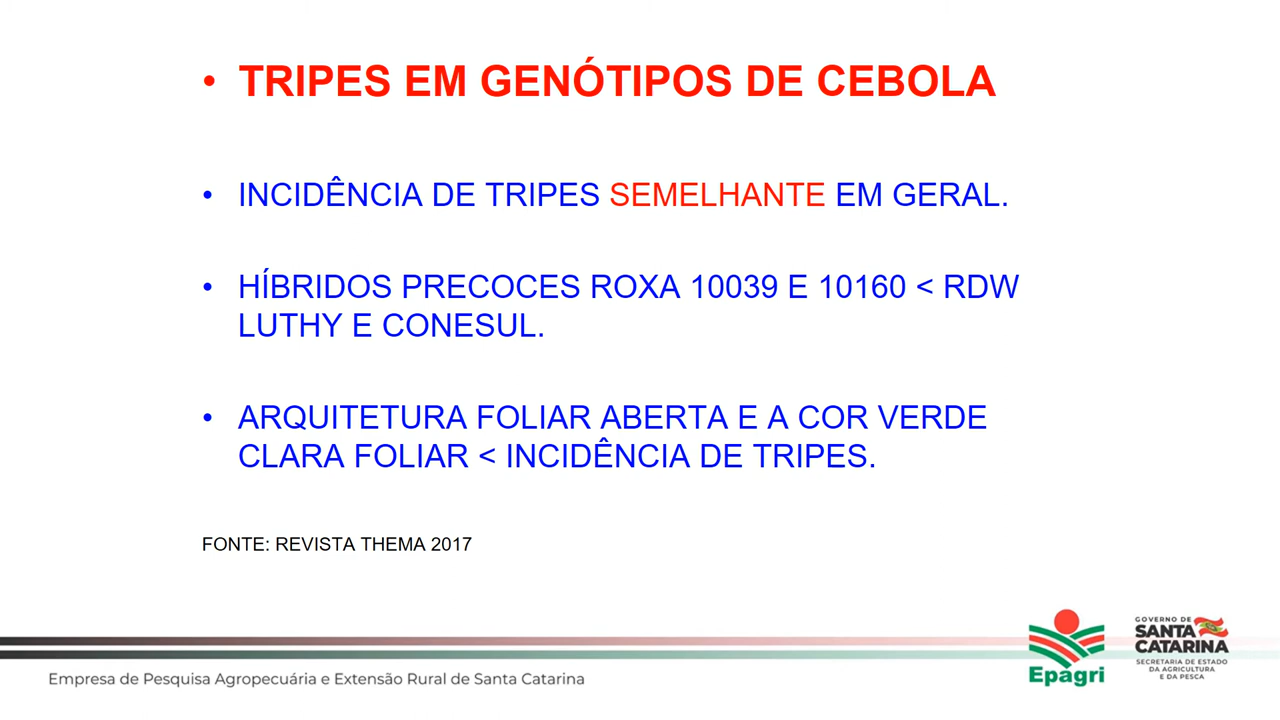 • TRIPES EM GENÓTIPOS DE CEBOLA
• INCIDÊNCIA DE TRIPES SEMELHANTE EM GERAL.
• HÍBRIDOS PRECOCES ROXA 10039 E 10160 < RDW
LUTHY E CONESUL.
• ARQUITETURA FOLIAR ABERTA E A COR VERDE
CLARA FOLIAR < INCIDÊNCIA DE TRIPES.
FONTE: REVISTA THEMA 2017
Empresa de Pesquisa Agropecuária e Extensão Rural de Santa Catarina
Epagri
GOVERNO DE
SANTA
CATARINA
SECRETARIA DE ESTADO
DA AGRICULTURA
E DA PESCA